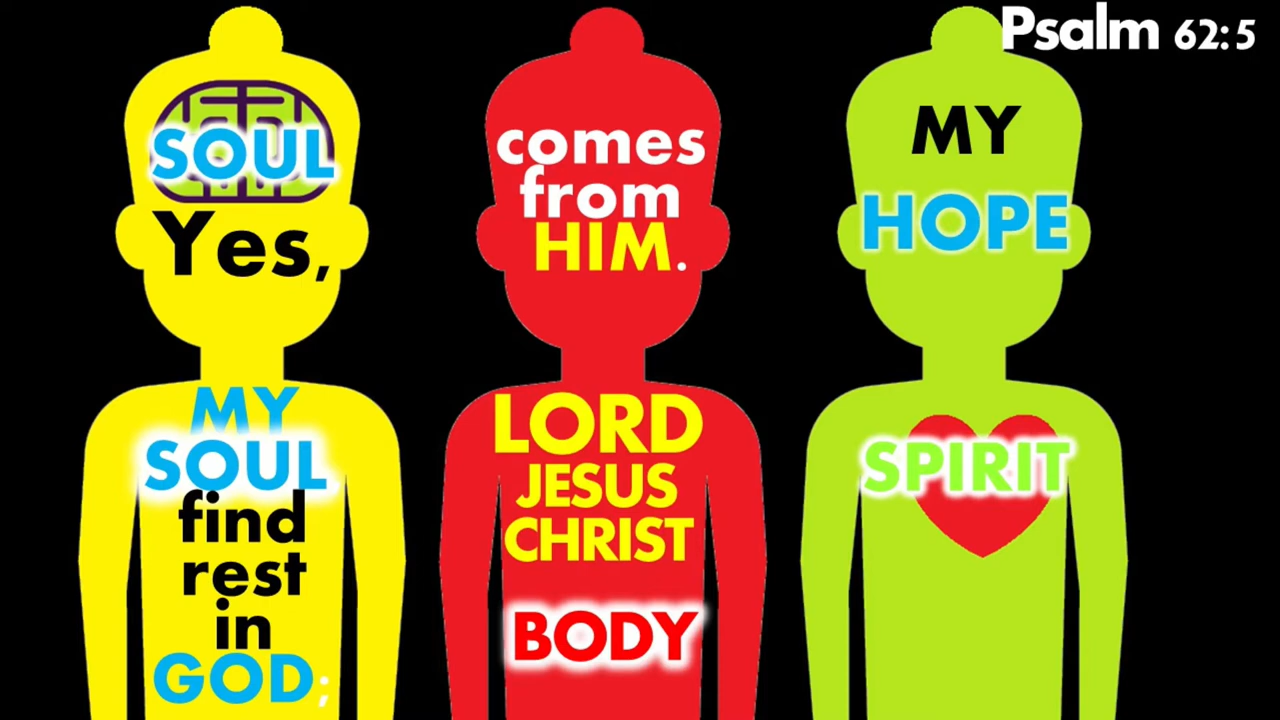 Psalm 62:5
SOUL
Yes,
MY
SOUL
find
rest
in
GOD;
comes
from
HIM.
LORD
JESUS
CHRIST
BODY
MY
HOPE
SPIRIT